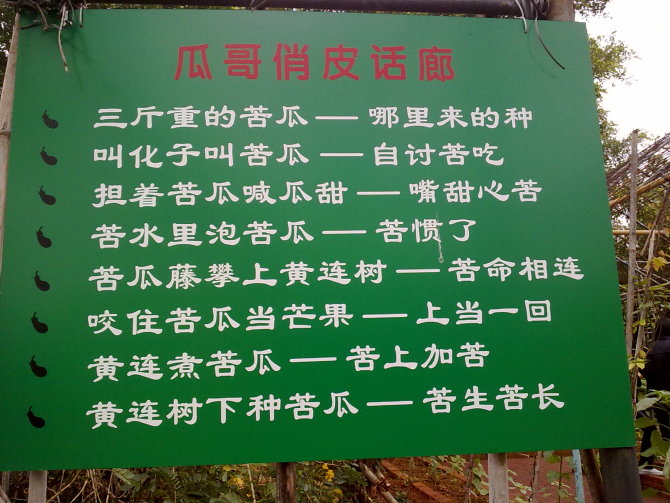 瓜哥俏皮话廊
三斤重的苦瓜——哪里来的种
叫化子叫苦瓜——自讨苦吃
担着苦瓜喊瓜甜——嘴甜心苦
苦水里泡苦瓜——苦惯了
苦瓜藤攀上黄连树——苦命相连
咬住苦瓜当芒果——上当一回
黄连煮苦瓜——苦上加苦
黄连树下种苦瓜——苦生苦长